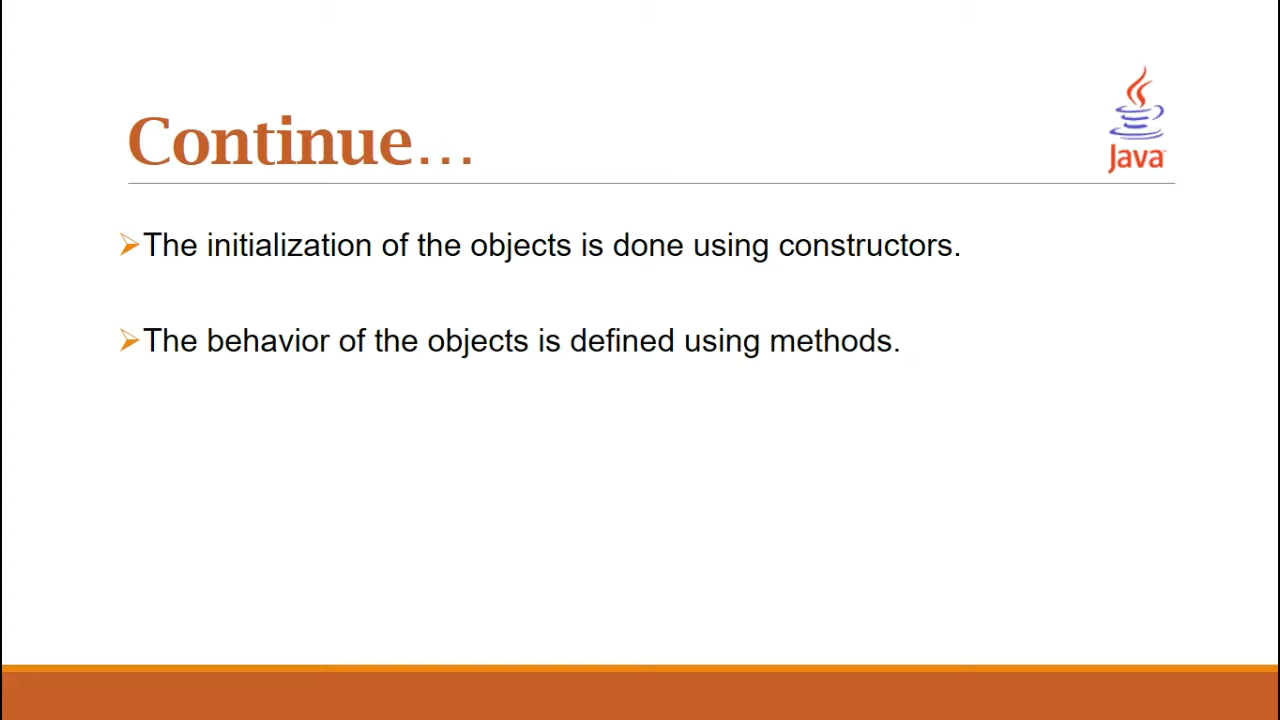 Continue...
Java
➢The initialization of the objects is done using constructors.
➢The behavior of the objects is defined using methods.